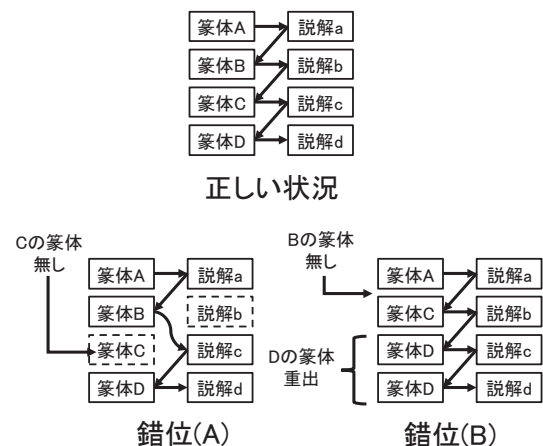 篆体A 説解a
篆体B 説解b
篆体C 説解c
篆体D 説解d
正しい状況
Cの篆体
無し
篆体A 説解a
篆体B 説解b
篆体C 説解c
篆体D 説解d
錯位(A)
Bの篆体
無し
篆体A 説解a
篆体C 説解b
Dの篆体
重出
篆体D 説解c
篆体D 説解d
錯位(B)